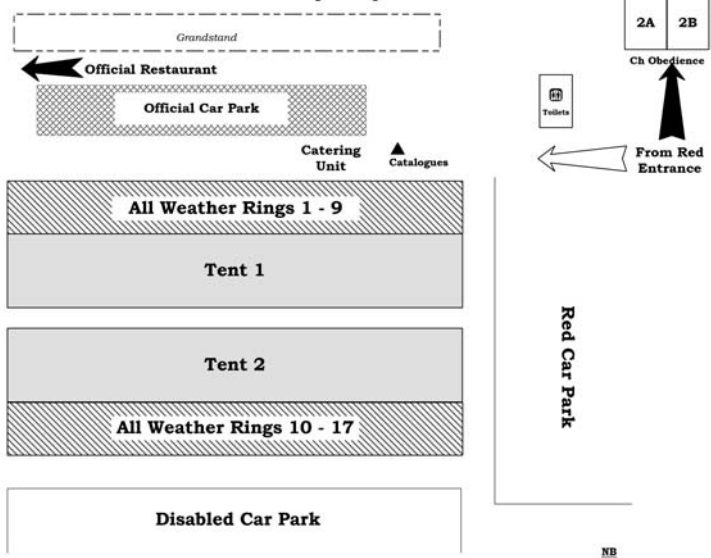 Grandstand
2A 2B
Official Restaurant
Ch Obedience
Official Car Park
Toilets
Catering
Unit
Catalogues
From Red
Entrance
All Weather Rings 1 - 9
Tent 1
Tent 2
Red Car Park
All Weather Rings 10 - 17
Disabled Car Park
NB